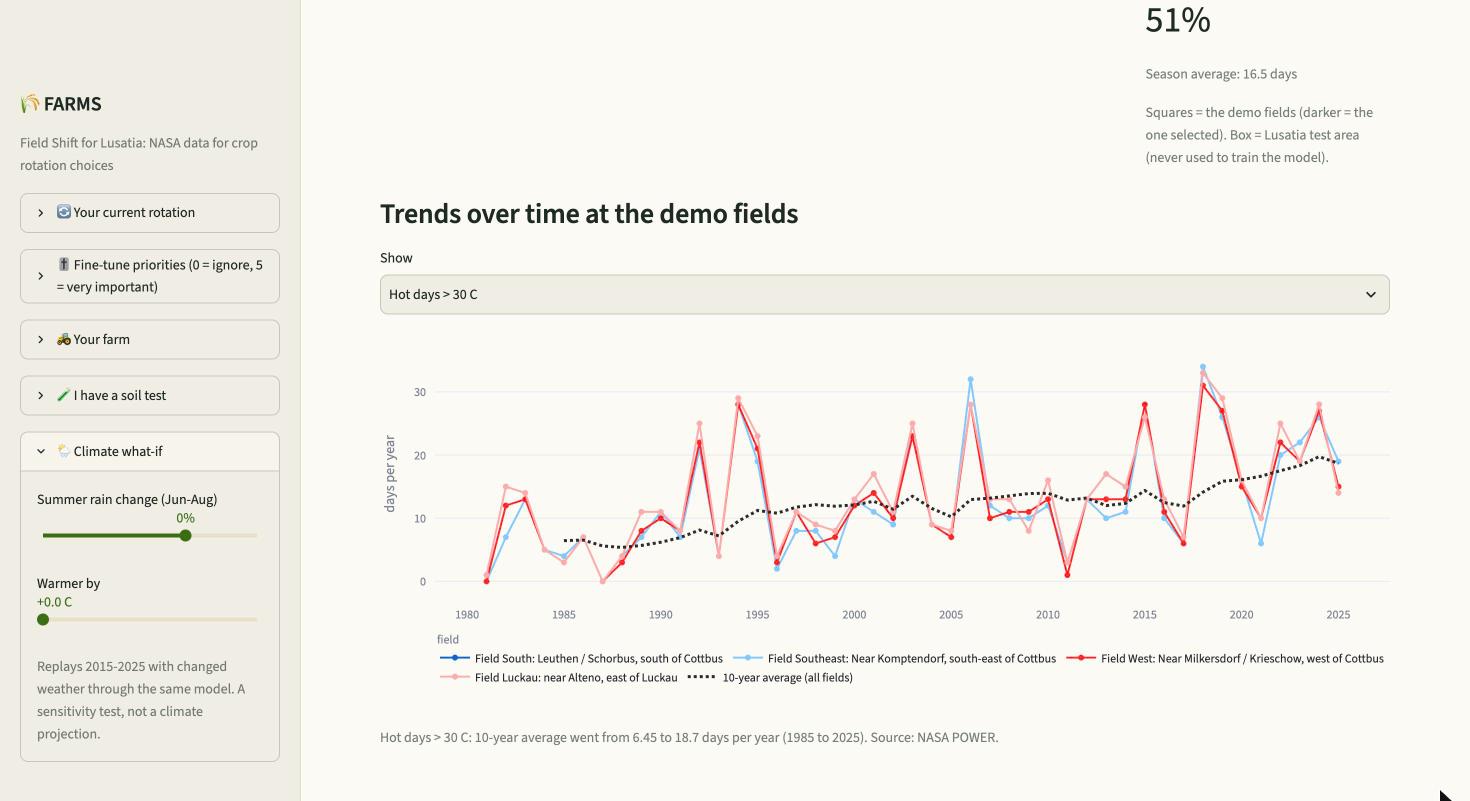 FARMS
Field Shift for Lusatia: NASA data for crop
rotation choices
Your current rotation
Fine-tune priorities (0 = ignore, 5
= very important)
Your farm
I have a soil test
Climate what-if
Summer rain change (Jun-Aug)
0%
Warmer by
+0.0 C
Replays 2015-2025 with changed
weather through the same model. A
sensitivity test, not a climate
projection.
51%
Season average: 16.5 days
Squares = the demo fields (darker = the
one selected). Box = Lusatia test area
(never used to train the model).
Trends over time at the demo fields
Show
Hot days > 30 C
days per year
30
20
10
0
1980 1985 1990 1995 2000 2005 2010 2015 2020 2025
field
Field South: Leuthen / Schorbus, south of Cottbus Field Southeast: Near Komptendorf, south-east of Cottbus Field West: Near Milkersdorf / Krieschow, west of Cottbus
Field Luckau: near Alteno, east of Luckau 10-year average (all fields)
Hot days > 30 C: 10-year average went from 6.45 to 18.7 days per year (1985 to 2025). Source: NASA POWER.